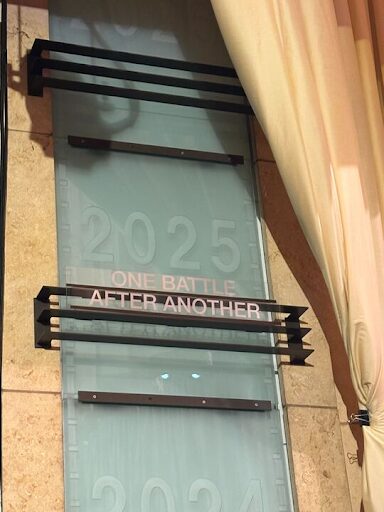 2025
ONE BATTLE
AFTER ANOTHER
2024